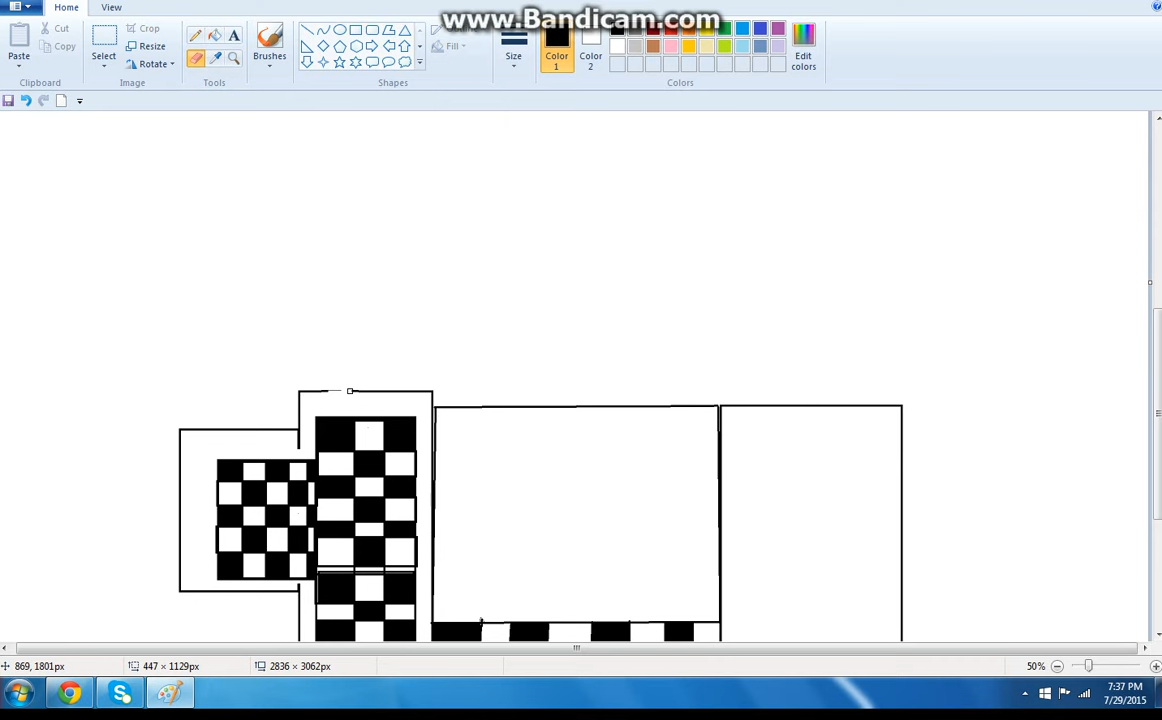 www.Bandicam.com
Home View
Paste
Cut
Copy
Clipboard
Select
Crop
Resize
Rotate
Image
A
Tools
Brushes
Fill
Shapes
Size
Color 1
Color 2
Edit colors
Colors
869, 1801px
447 × 1129px
2836 × 3062px
50%
7:37 PM
7/29/2015